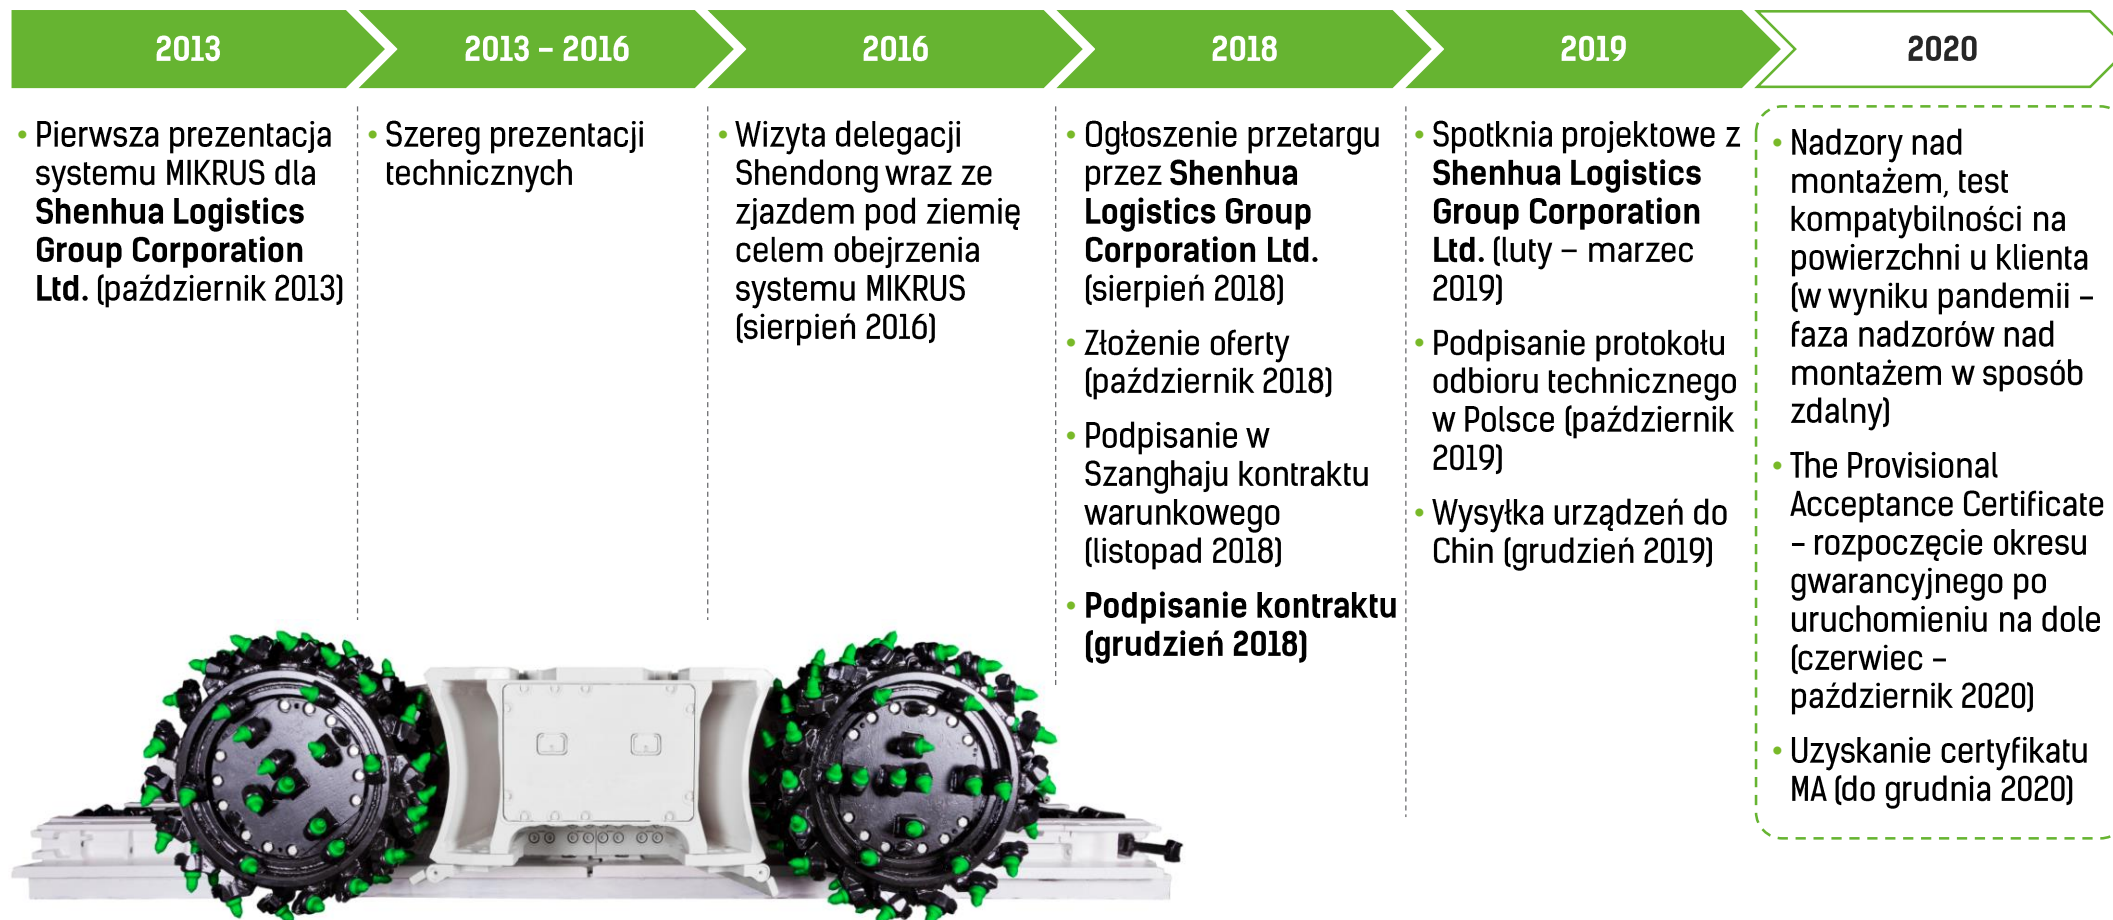 2013
2013 – 2016
2016
2018
2019
2020
• Pierwsza prezentacja
systemu MIKRUS dla
Shenhua Logistics
Group Corporation
Ltd. (październik 2013)
• Szereg prezentacji
technicznych
• Wizyta delegacji
Shendong wraz ze
zjazdem pod ziemię
celem obejrzenia
systemu MIKRUS
(sierpień 2016)
• Ogłoszenie przetargu
przez Shenhua
Logistics Group
Corporation Ltd.
(sierpień 2018)
• Złożenie oferty
(październik 2018)
• Podpisanie w
Szanghaju kontraktu
warunkowego
(listopad 2018)
• Podpisanie kontraktu
(grudzień 2018)
• Spotknia projektowe z
Shenhua Logistics
Group Corporation
Ltd. (luty – marzec
2019)
• Podpisanie protokołu
odbioru technicznego
w Polsce (październik
2019)
• Wysyłka urządzeń do
Chin (grudzień 2019)
• Nadzory nad
montażem, test
kompatybilności na
powierzchni u klienta
(w wyniku pandemii –
faza nadzorów nad
montażem w sposób
zdalny)
• The Provisional
Acceptance Certificate
– rozpoczęcie okresu
gwarancyjnego po
uruchomieniu na dole
(czerwiec –
październik 2020)
• Uzyskanie certyfikatu
MA (do grudnia 2020)